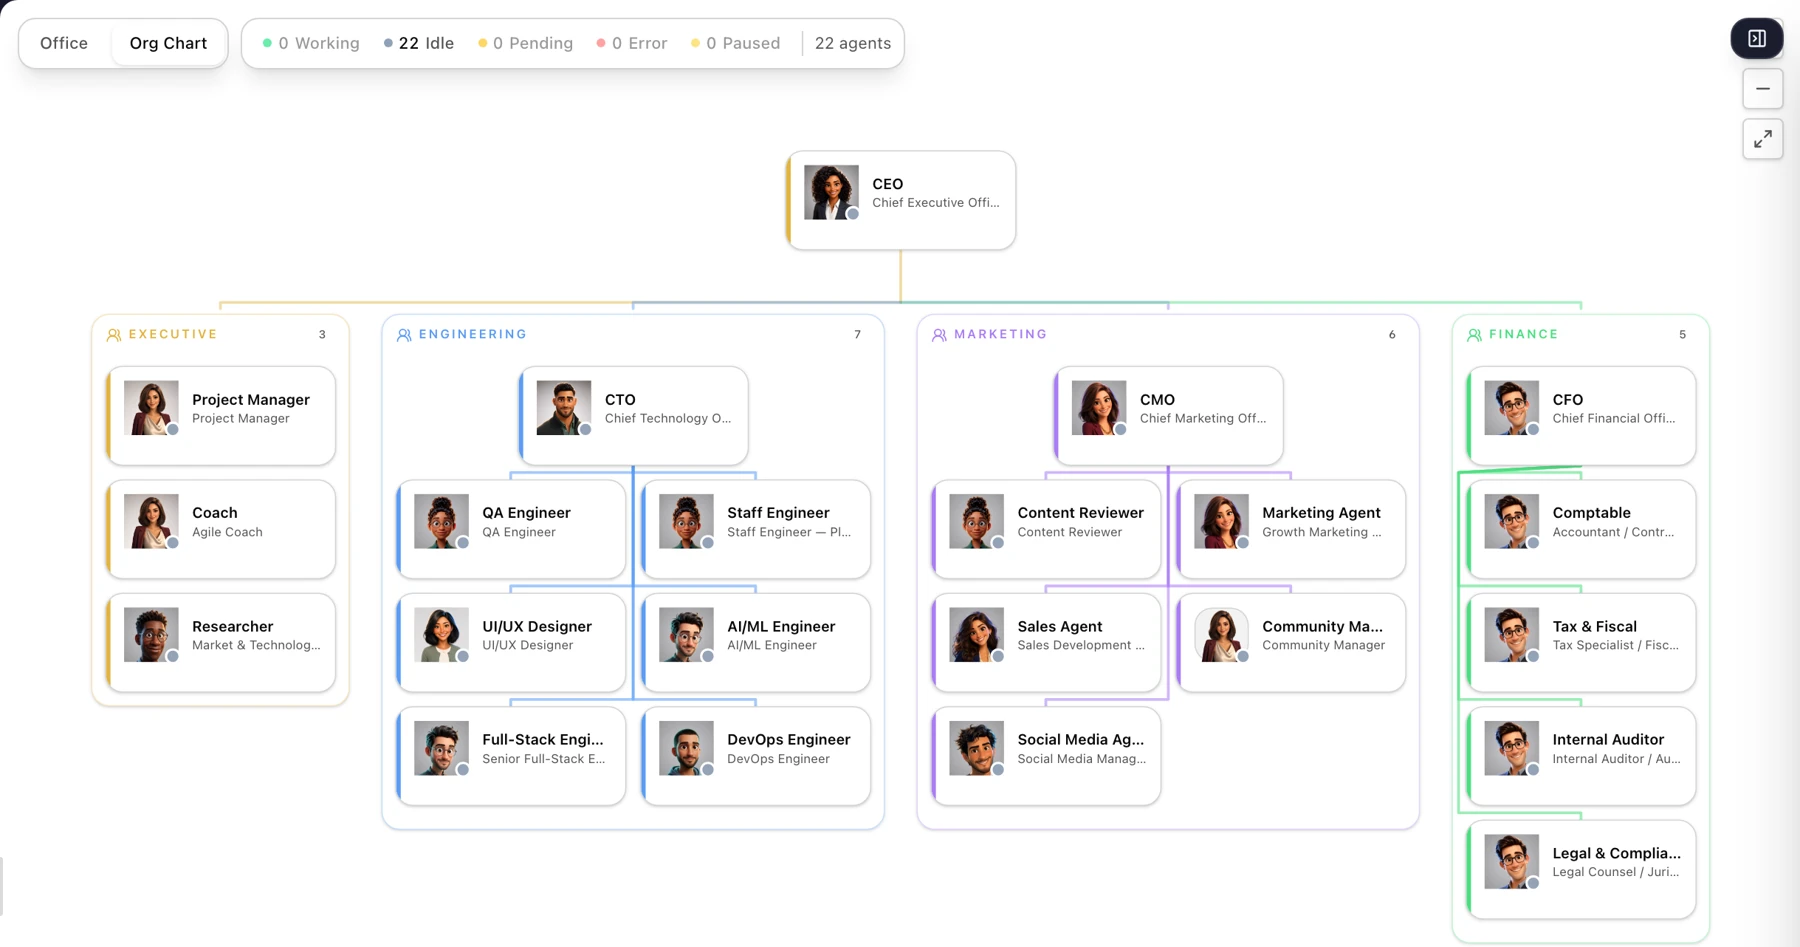 Office
Org Chart
0 Working
22 Idle
0 Pending
0 Error
0 Paused
22 agents
CEO
Chief Executive Offi...
EXECUTIVE
3
Project Manager
Project Manager
Coach
Agile Coach
Researcher
Market & Technolog...
ENGINEERING
7
CTO
Chief Technology O...
QA Engineer
QA Engineer
Staff Engineer
Staff Engineer — Pl...
UI/UX Designer
UI/UX Designer
AI/ML Engineer
AI/ML Engineer
Full-Stack Engi...
Senior Full-Stack E...
DevOps Engineer
DevOps Engineer
MARKETING
6
CMO
Chief Marketing Off...
Content Reviewer
Content Reviewer
Marketing Agent
Growth Marketing ...
Sales Agent
Sales Development ...
Community Ma...
Community Manager
Social Media Ag...
Social Media Manag...
FINANCE
5
CFO
Chief Financial Offi...
Comptable
Accountant / Contr...
Tax & Fiscal
Tax Specialist / Fisc...
Internal Auditor
Internal Auditor / Au...
Legal & Complia...
Legal Counsel / Juri...